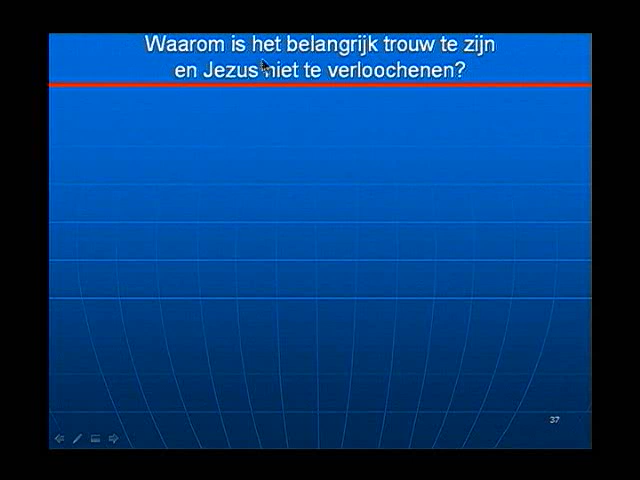 Waarom is het belangrijk trouw te zijn
en Jezus niet te verloochenen?
37